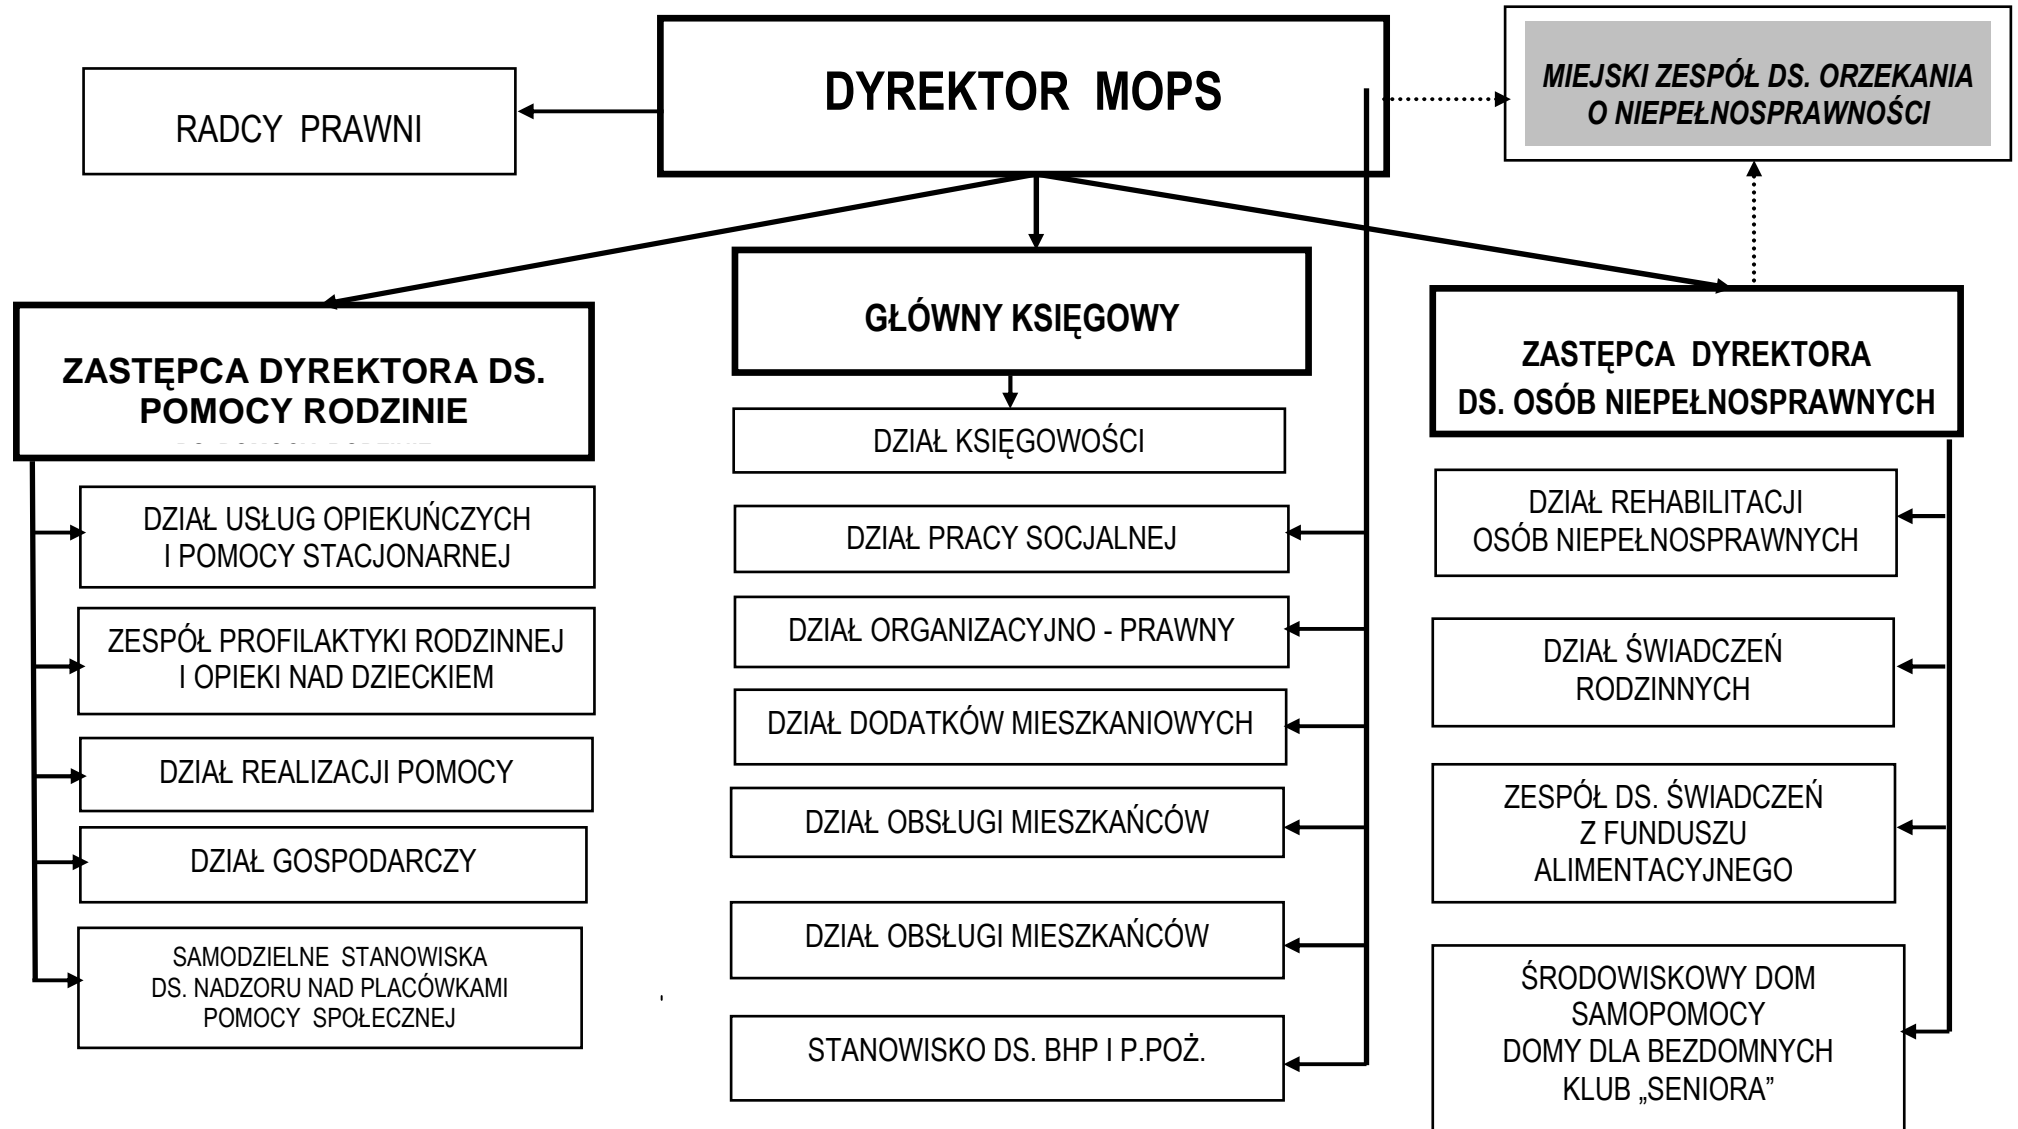 DYREKTOR MOPS
RADCY PRAWNI
MIEJSKI ZESPÓŁ DS. ORZEKANIA
O NIEPEŁNOSPRAWNOŚCI
ZASTĘPCA DYREKTORA DS.
POMOCY RODZINIE
DZIAŁ USŁUG OPIEKUŃCZYCH
I POMOCY STACJONARNEJ
ZESPÓŁ PROFILAKTYKI RODZINNEJ
I OPIEKI NAD DZIECKIEM
DZIAŁ REALIZACJI POMOCY
DZIAŁ GOSPODARCZY
SAMODZIELNE STANOWISKA
DS. NADZORU NAD PLACÓWKAMI
POMOCY SPOŁECZNEJ
GŁÓWNY KSIĘGOWY
DZIAŁ KSIĘGOWOŚCI
DZIAŁ PRACY SOCJALNEJ
DZIAŁ ORGANIZACYJNO - PRAWNY
DZIAŁ DODATKÓW MIESZKANIOWYCH
DZIAŁ OBSŁUGI MIESZKAŃCÓW
DZIAŁ OBSŁUGI MIESZKAŃCÓW
STANOWISKO DS. BHP I P.POŻ.
ZASTĘPCA DYREKTORA
DS. OSÓB NIEPEŁNOSPRAWNYCH
DZIAŁ REHABILITACJI
OSÓB NIEPEŁNOSPRAWNYCH
DZIAŁ ŚWIADCZEŃ
RODZINNYCH
ZESPÓŁ DS. ŚWIADCZEŃ
Z FUNDUSZU
ALIMENTACYJNEGO
ŚRODOWISKOWY DOM
SAMOPOMOCY
DOMY DLA BEZDOMNYCH
KLUB „SENIORA”